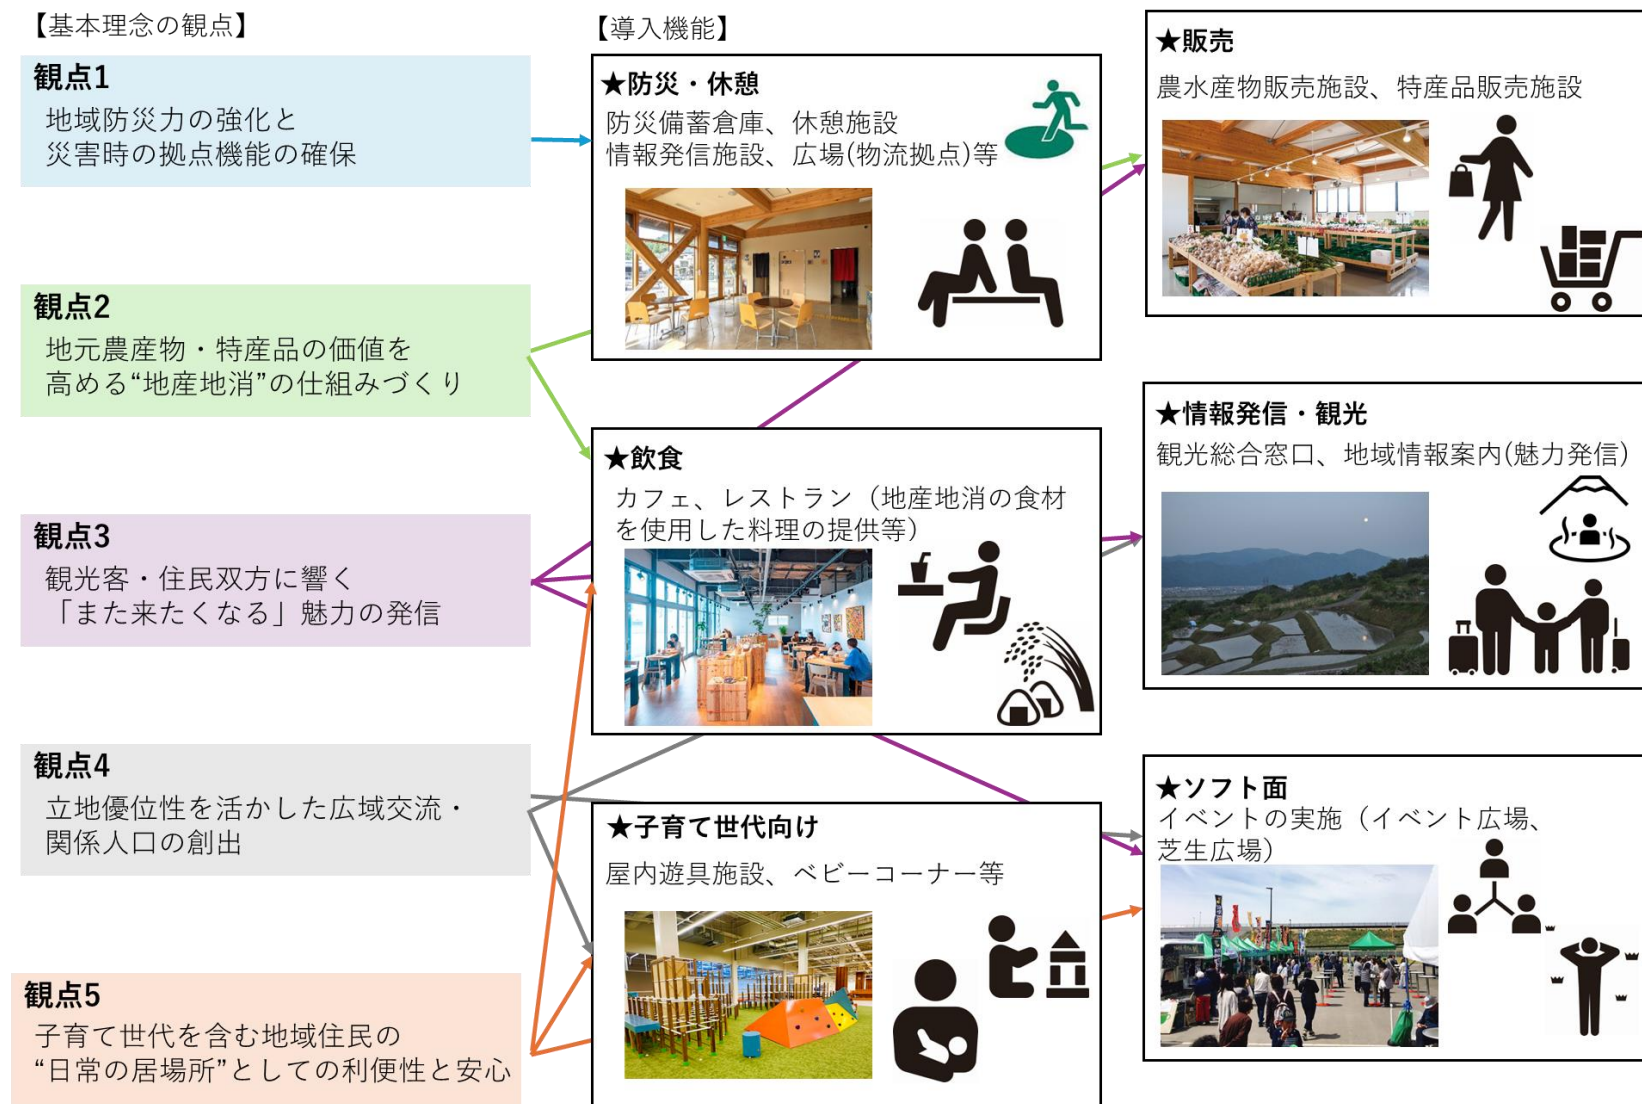 【基本理念の観点】
観点1
地域防災力の強化と
災害時の拠点機能の確保
観点2
地元農産物・特産品の価値を
高める“地産地消”の仕組みづくり
観点3
観光客・住民双方に響く
「また来たくなる」魅力の発信
観点4
立地優位性を活かした広域交流・
関係人口の創出
観点5
子育て世代を含む地域住民の
“日常の居場所”としての利便性と安心
【導入機能】
★防災・休憩
防災備蓄倉庫、休憩施設
情報発信施設、広場(物流拠点)等
★飲食
カフェ、レストラン（地産地消の食材
を使用した料理の提供等）
★子育て世代向け
屋内遊具施設、ベビーコーナー等
★販売
農水産物販売施設、特産品販売施設
★情報発信・観光
観光総合窓口、地域情報案内(魅力発信)
★ソフト面
イベントの実施（イベント広場、
芝生広場）